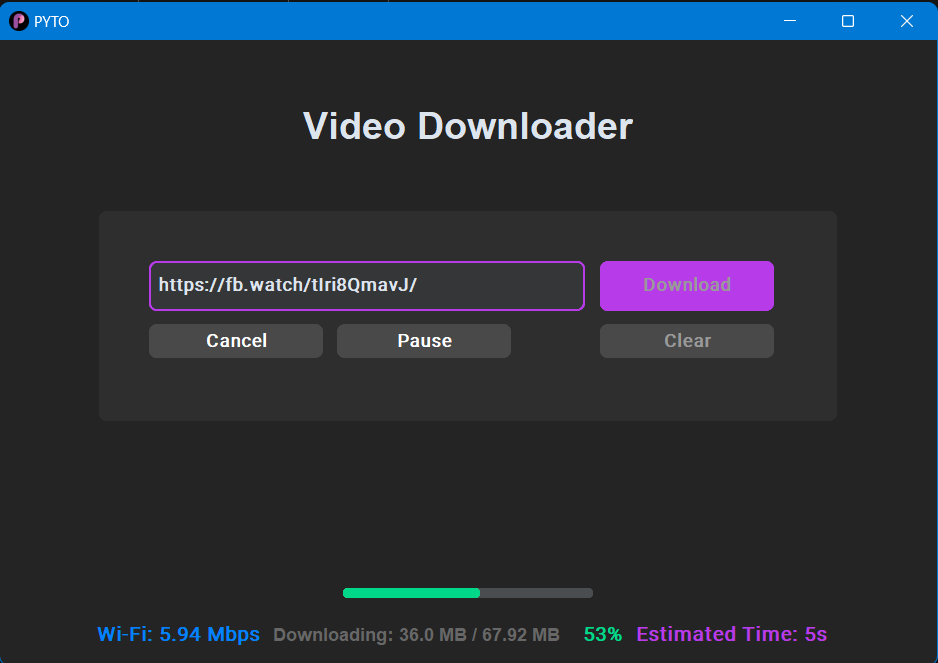 PYTO
Video Downloader
https://fb.watch/tIri8QmavJ/
Download
Cancel
Pause
Clear
Wi-Fi: 5.94 Mbps Downloading: 36.0 MB / 67.92 MB 53% Estimated Time: 5s